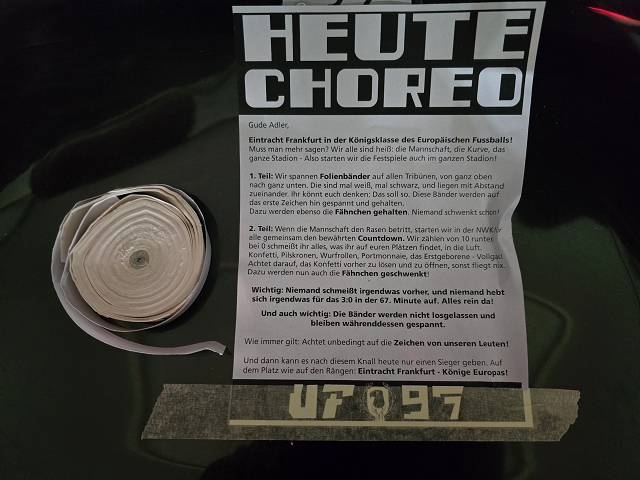 HEUTE
CHOREO
Gude Adler,
Eintracht Frankfurt in der Königsklasse des Europäischen Fussballs!
Muss man mehr sagen? Wir alle sind heiß: die Mannschaft, die Kurve, das
ganze Stadion - Also starten wir die Festspiele auch im ganzen Stadion!
1. Teil: Wir spannen Folienbänder auf allen Tribünen, von ganz oben
nach ganz unten. Die sind mal weiß, mal schwarz, und liegen mit Abstand
zueinander. Ihr könnt euch denken: Das soll so. Diese Bänder werden auf
das erste Zeichen hin gespannt und gehalten.
Dazu werden ebenso die Fähnchen gehalten. Niemand schwenkt schon!
2. Teil: Wenn die Mannschaft den Rasen betritt, starten wir in der NWK für
alle gemeinsam den bewährten Countdown. Wir zählen von 10 runter,
bei 0 schmeißt ihr alles, was ihr auf euren Plätzen findet, in die Luft.
Konfetti, Pilskronen, Wurfrollen, Portmonnaie, das Erstgeborene - Vollgas!
Achtet darauf, das Konfetti vorher zu lösen und zu öffnen, sonst fliegt nix.
Dazu werden nun auch die Fähnchen geschwenkt!
Wichtig: Niemand schmeißt irgendwas vorher, und niemand hebt
sich irgendwas für das 3:0 in der 67. Minute auf. Alles rein da!
Und auch wichtig: Die Bänder werden nicht losgelassen und
bleiben währenddessen gespannt.
Wie immer gilt: Achtet unbedingt auf die Zeichen von unseren Leuten!
Und dann kann es nach diesem Knall heute nur einen Sieger geben. Auf
dem Platz wie auf den Rängen: Eintracht Frankfurt - Könige Europas!
UF 97